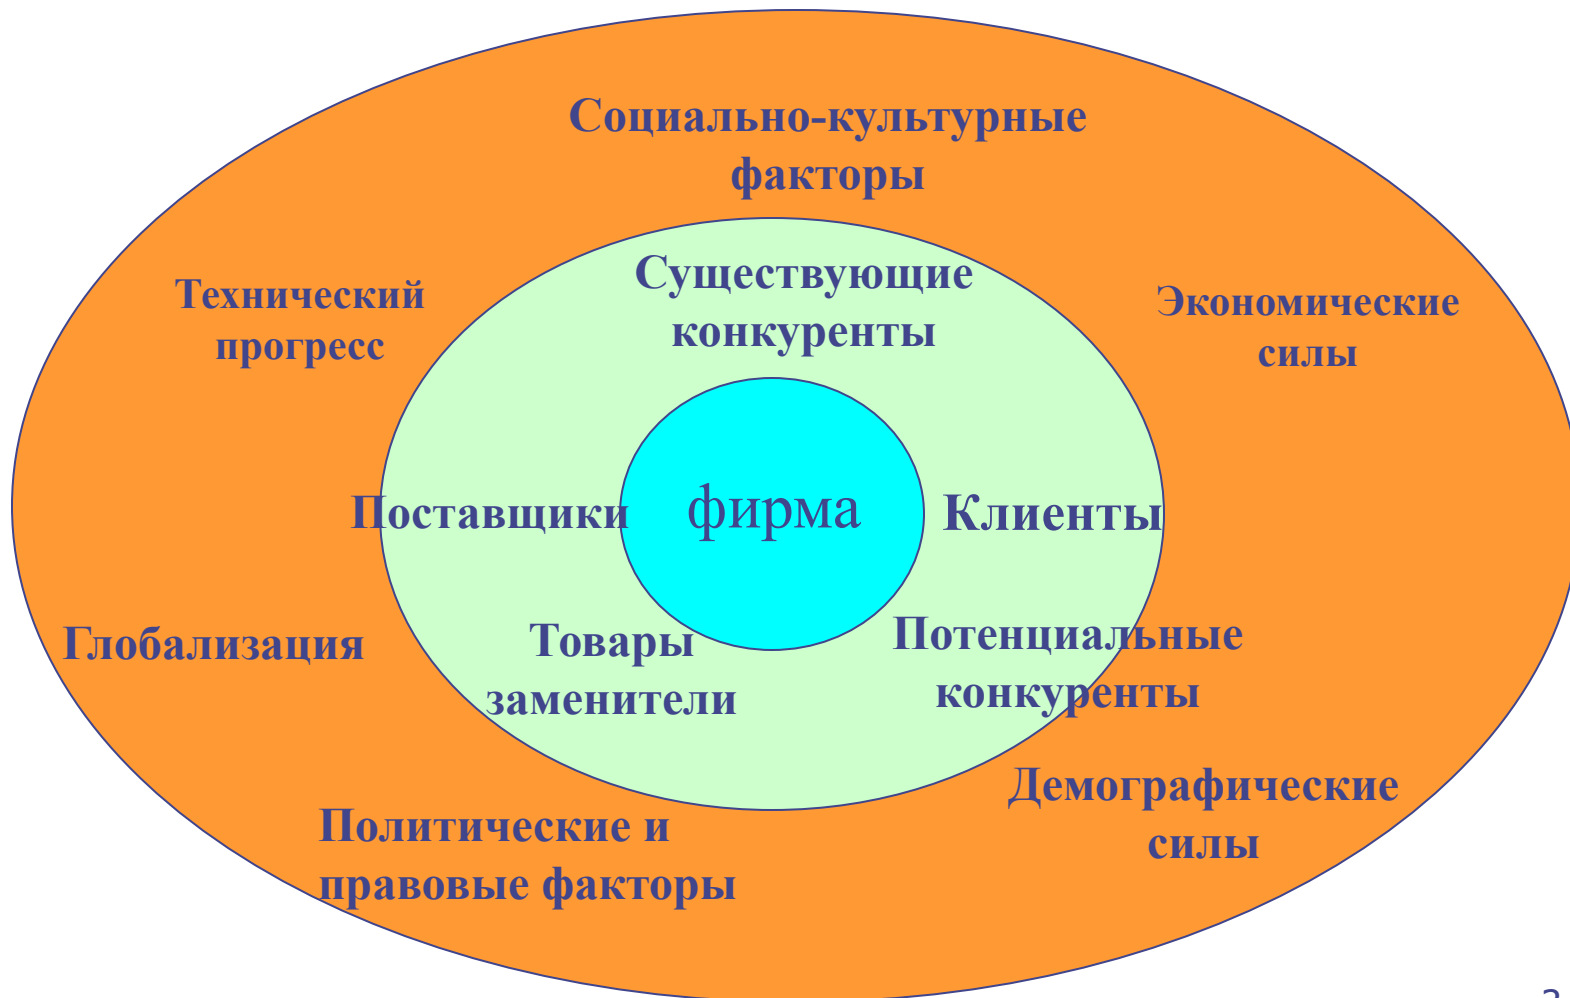 Социально-культурные
факторы
Существующие
конкуренты
Технический
прогресс
Экономические
силы
Поставщики
фирма
Клиенты
Глобализация
Товары
заменители
Потенциальные
конкуренты
Демографические
силы
Политические и
правовые факторы